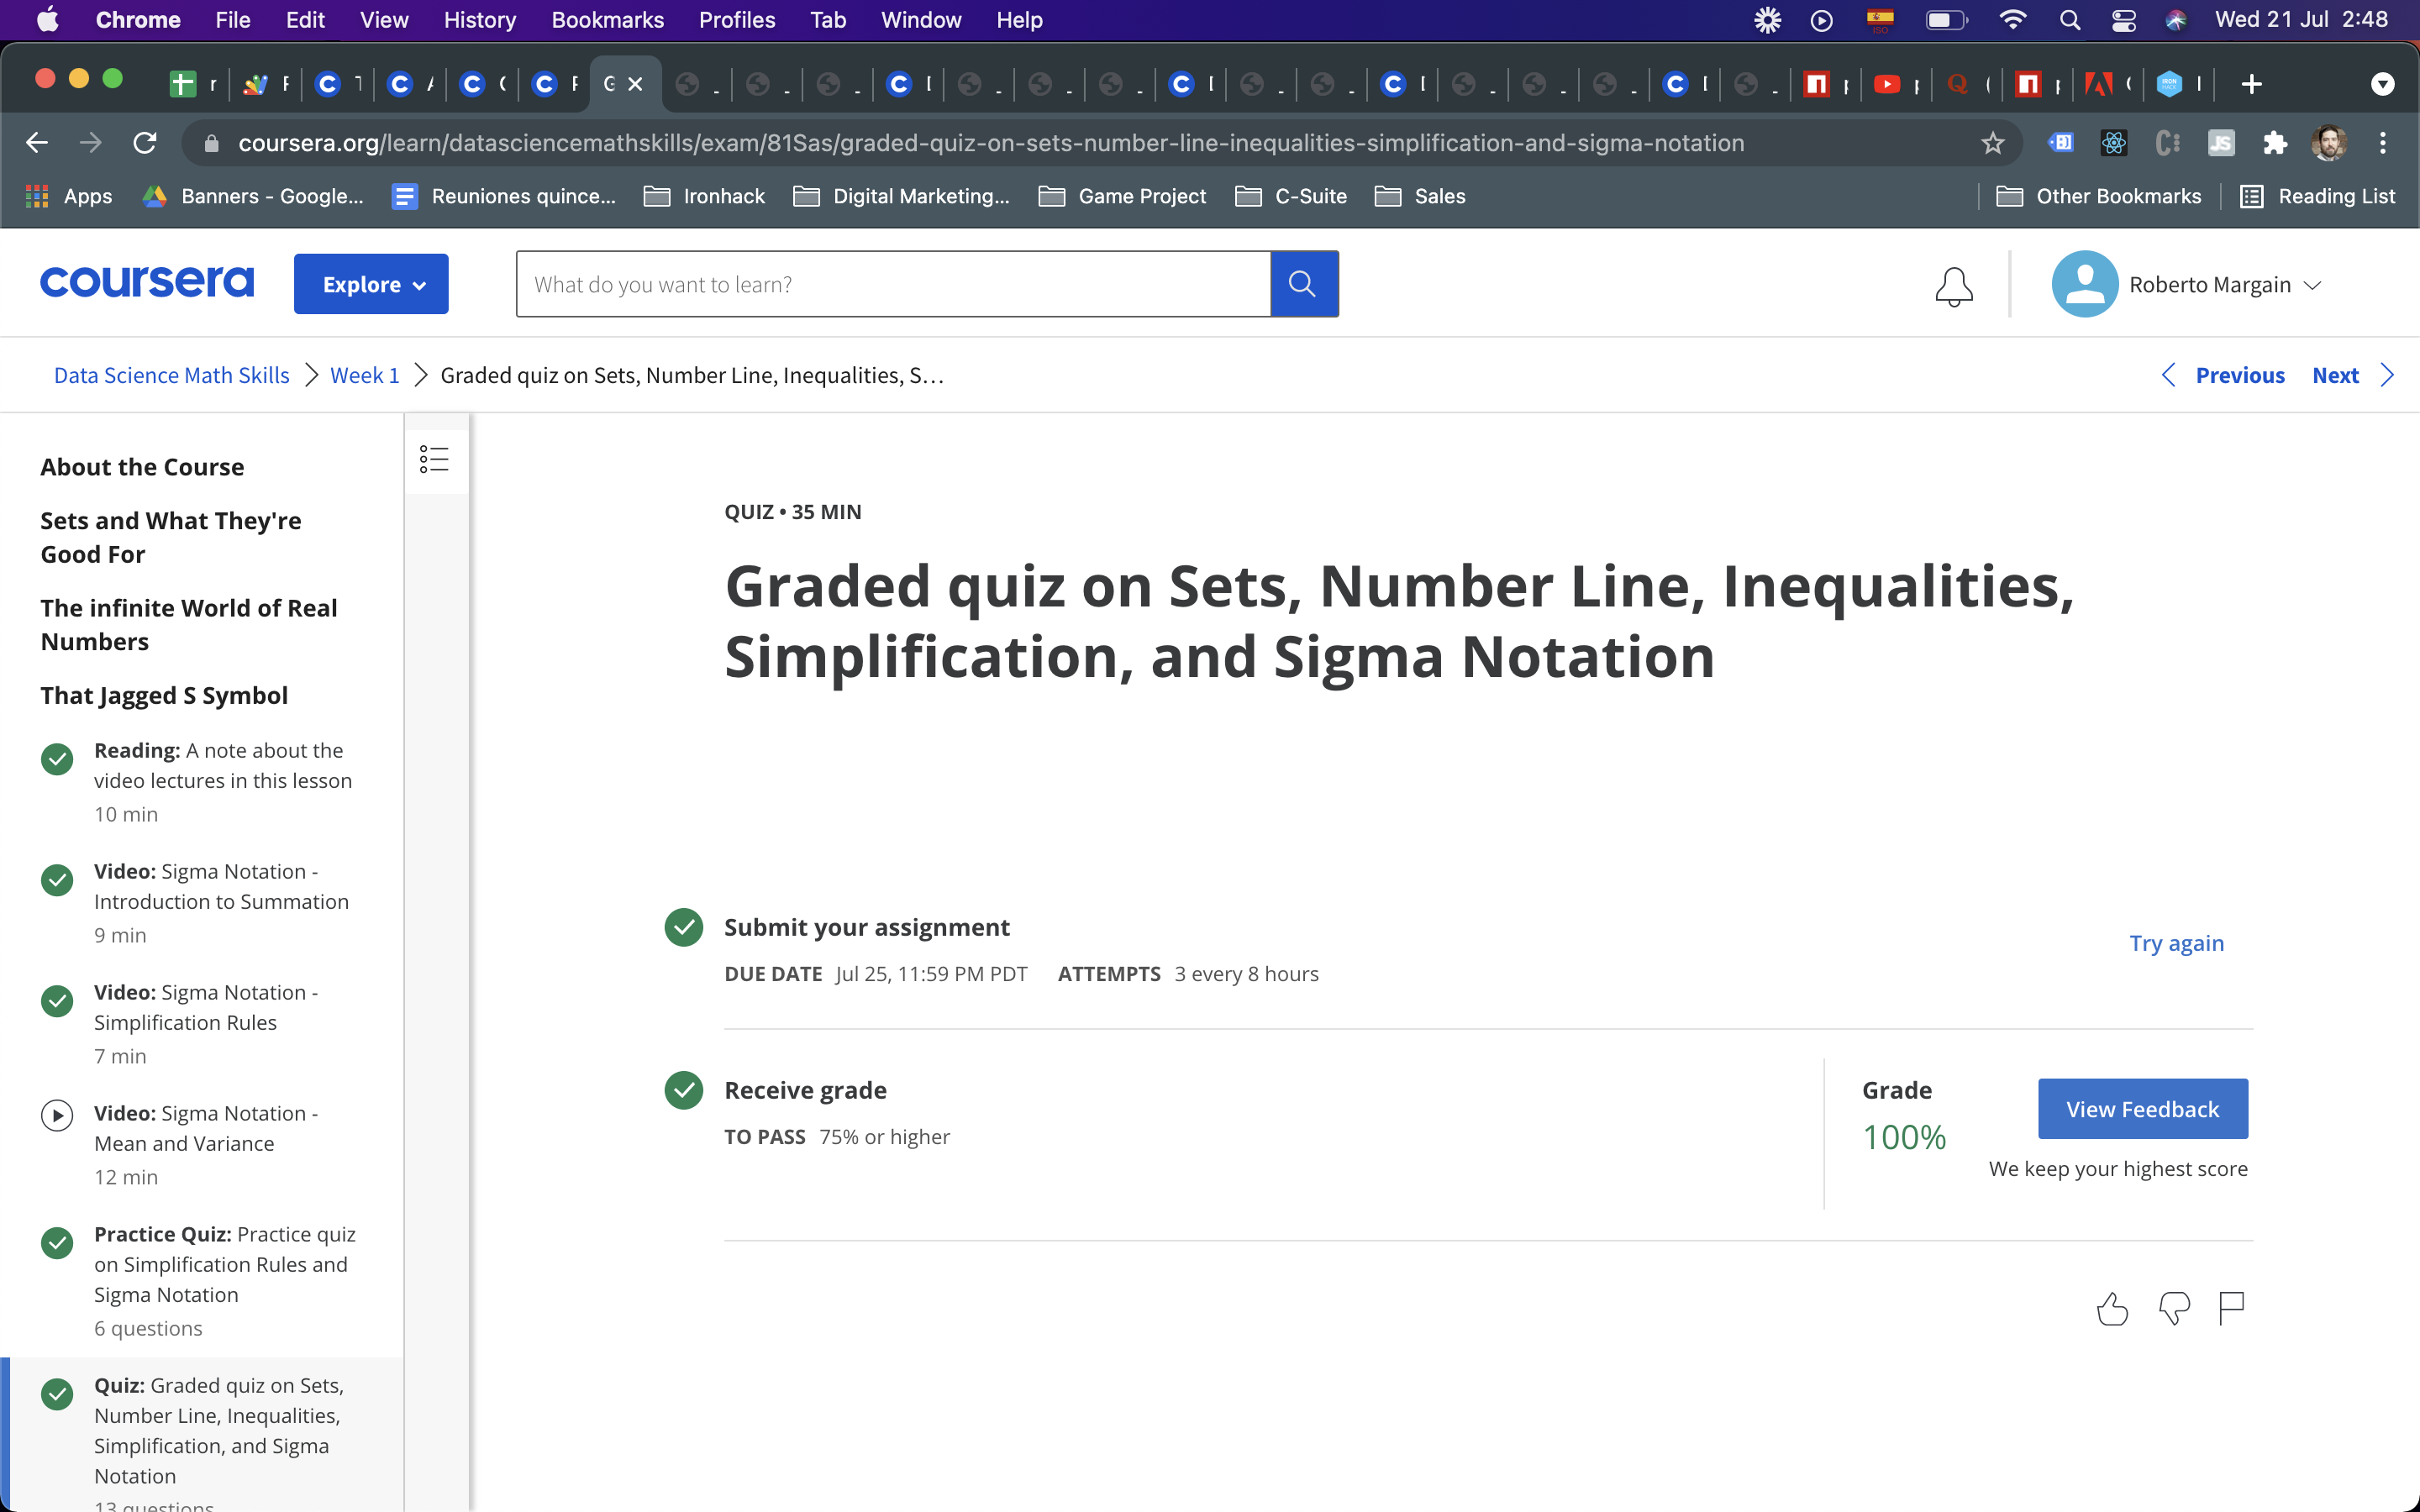 Chrome File Edit View History Bookmarks Profiles Tab Window Help
ISO
Wed 21 Jul 2:48
coursera.org/learn/datasciencemathskills/exam/81Sas/graded-quiz-on-sets-number-line-inequalities-simplification-and-sigma-notation
Apps Banners - Google... Reuniones quince... Ironhack Digital Marketing... Game Project C-Suite Sales Other Bookmarks Reading List
coursera
Explore
What do you want to learn?
Roberto Margain
Data Science Math Skills
Week 1
Graded quiz on Sets, Number Line, Inequalities, S...
Previous
Next
About the Course
Sets and What They're
Good For
The infinite World of Real
Numbers
That Jagged S Symbol
Reading: A note about the
video lectures in this lesson
10 min
Video: Sigma Notation -
Introduction to Summation
9 min
Video: Sigma Notation -
Simplification Rules
7 min
Video: Sigma Notation -
Mean and Variance
12 min
Practice Quiz: Practice quiz
on Simplification Rules and
Sigma Notation
6 questions
Quiz: Graded quiz on Sets,
Number Line, Inequalities,
Simplification, and Sigma
Notation
13 questions
QUIZ • 35 MIN
Graded quiz on Sets, Number Line, Inequalities,
Simplification, and Sigma Notation
Submit your assignment
DUE DATE Jul 25, 11:59 PM PDT ATTEMPTS 3 every 8 hours
Try again
Receive grade
TO PASS 75% or higher
Grade
100%
View Feedback
We keep your highest score